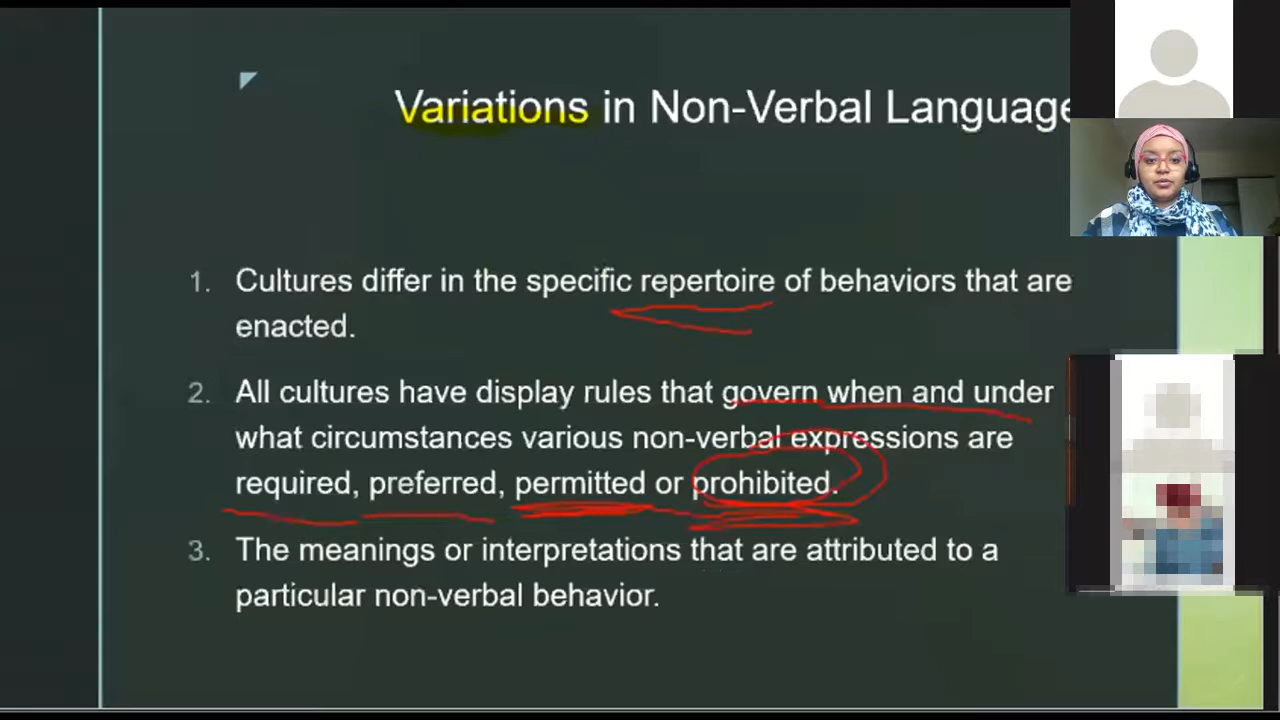 Variations in Non-Verbal Language
1. Cultures differ in the specific repertoire of behaviors that are
enacted.
2. All cultures have display rules that govern when and under
what circumstances various non-verbal expressions are
required, preferred, permitted or prohibited.
3. The meanings or interpretations that are attributed to a
particular non-verbal behavior.